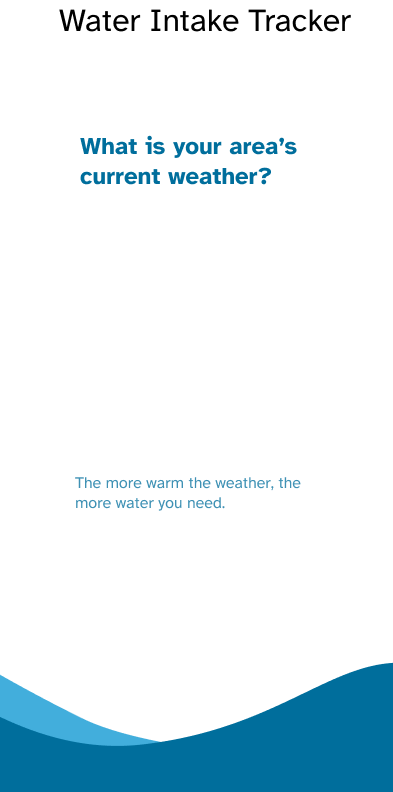 Water Intake Tracker
What is your area’s
current weather?
The more warm the weather, the
more water you need.